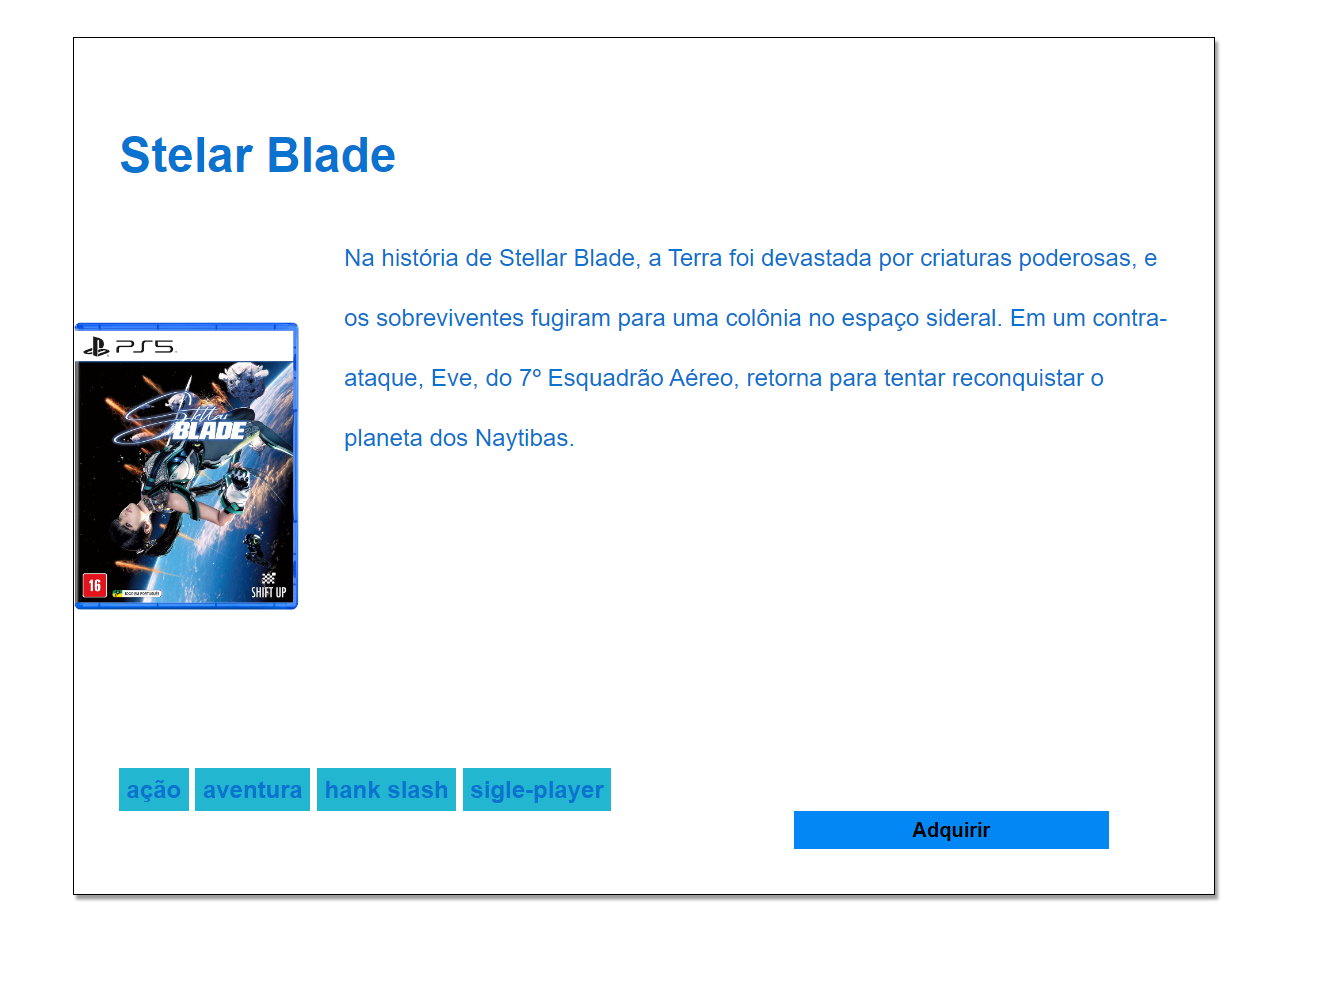 Stelar Blade
Na história de Stellar Blade, a Terra foi devastada por criaturas poderosas, e
os sobreviventes fugiram para uma colônia no espaço sideral. Em um contra-
ataque, Eve, do 7º Esquadrão Aéreo, retorna para tentar reconquistar o
planeta dos Naytibas.
PS5
Stellar
BLADE
16
SHIFT UP
ação aventura hank slash sigle-player
Adquirir